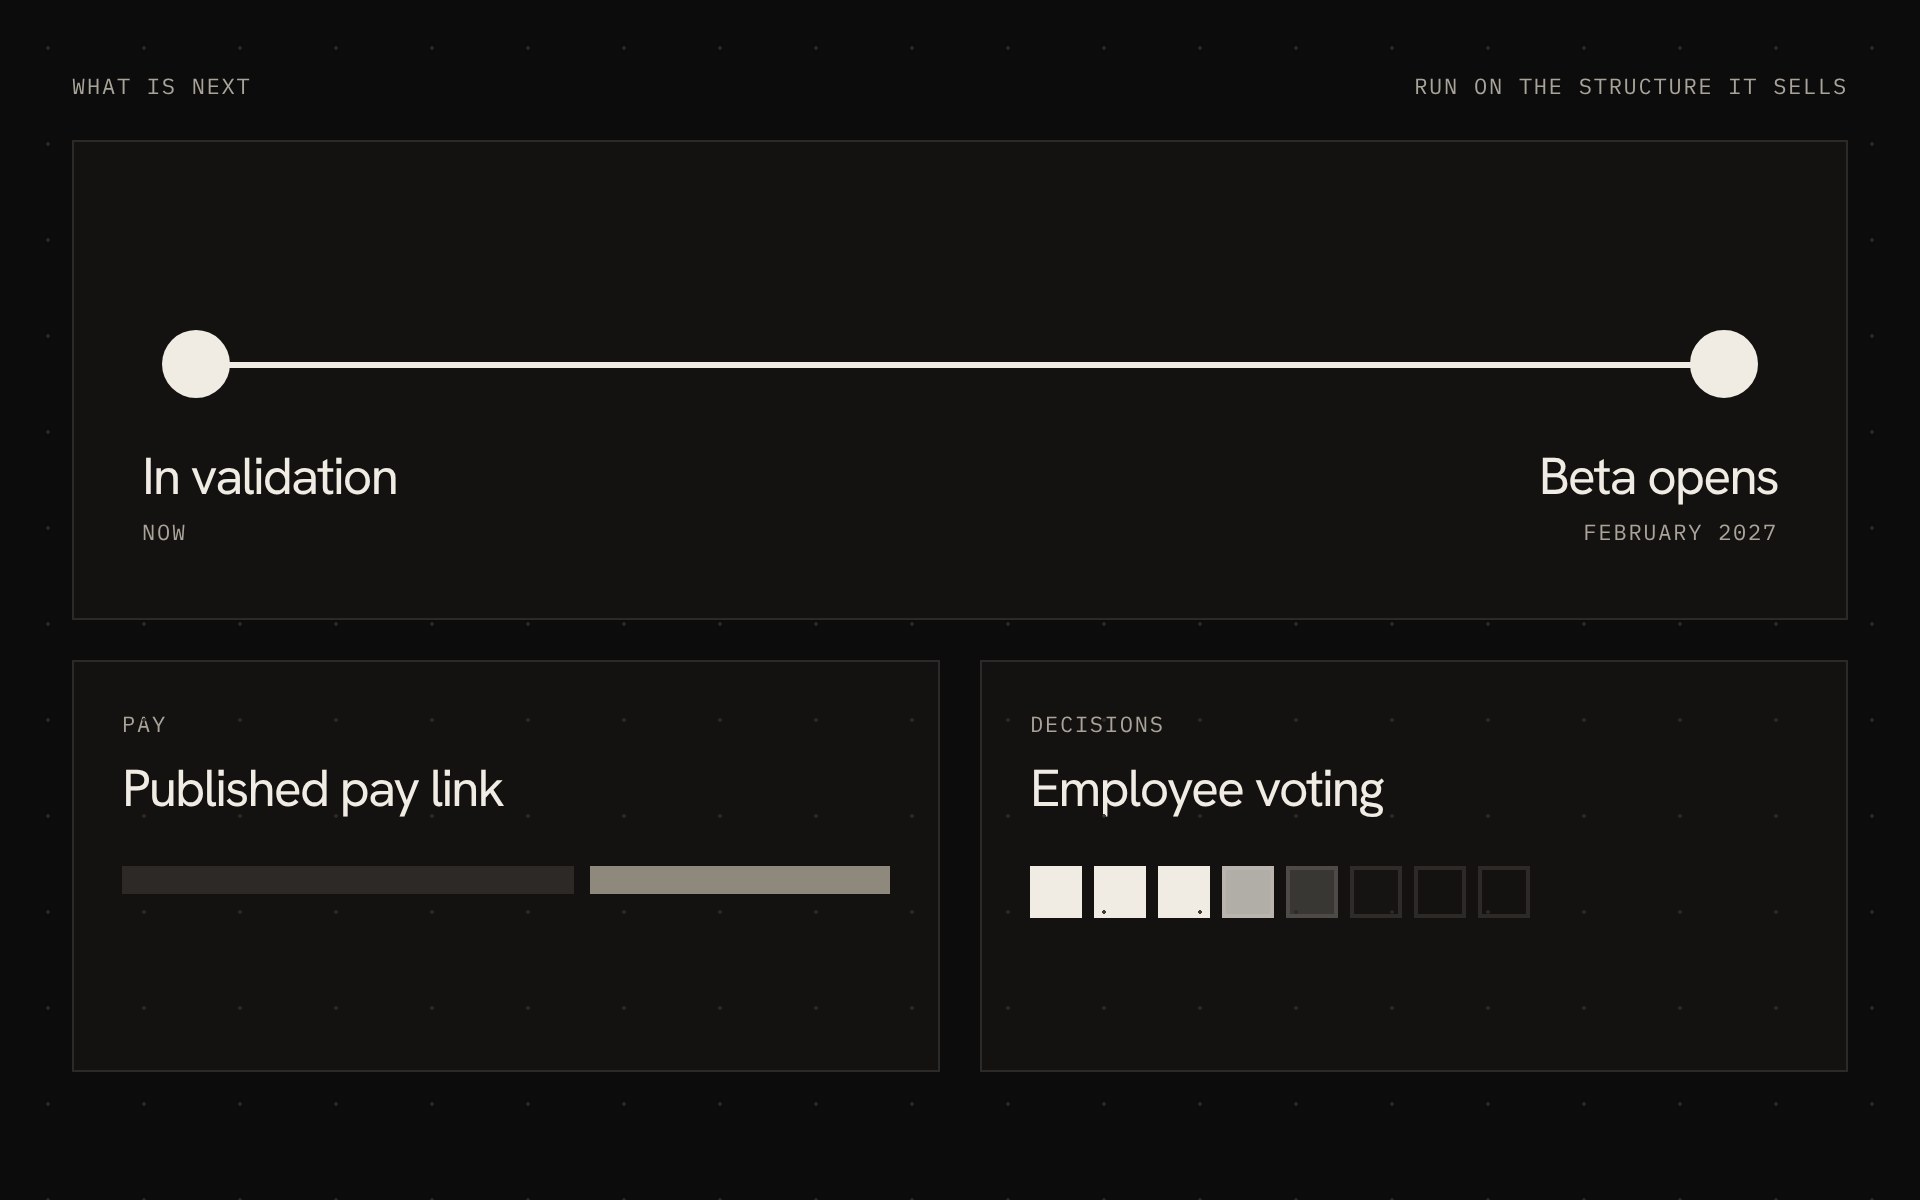 WHAT IS NEXT
RUN ON THE STRUCTURE IT SELLS
In validation
NOW
Beta opens
FEBRUARY 2027
PAY
Published pay link
DECISIONS
Employee voting